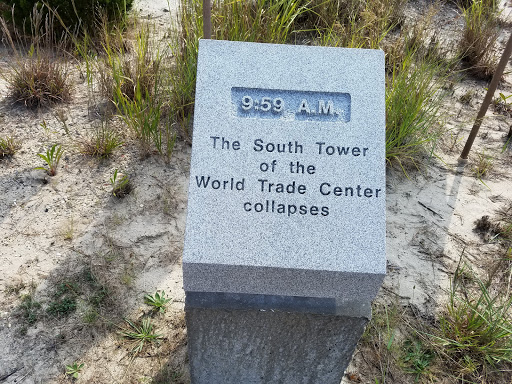 9:59 A.M.
The South Tower
of the
World Trade Center
collapses